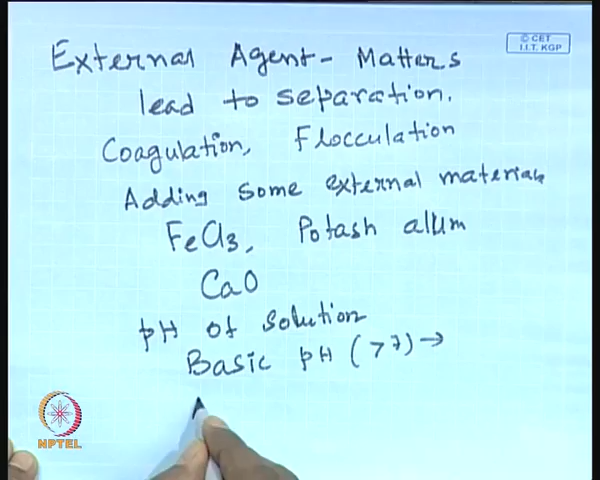 © CET
I.I.T. KGP
External Agent - Matters
lead to separation.
Coagulation, Flocculation
Adding some external materials
FeCl3, Potash alum
CaO
pH of solution
Basic pH (>7) →
NPTEL